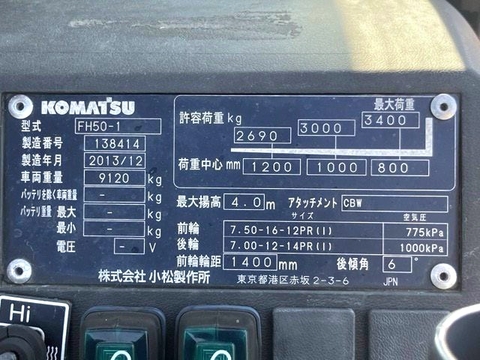 KOMATSU
型式 FH50-1
製造番号 138414
製造年月 2013/12
車両重量 9120 kg
バッテリを除く車両重量 - kg
バッテリ重量 最大 - kg
最小 - kg
電圧 - V
許容荷重 kg 最大荷重
2690 3000 3400
荷重中心 mm 1200 1000 800
最大揚高 4.0 m アタッチメント CBW
サイズ 空気圧
前輪 7.50-16-12PR(I) 775kPa
後輪 7.00-12-14PR(I) 1000kPa
前輪輪距 1400 mm 後傾角 6°
株式会社 小松製作所 東京都港区赤坂2-3-6 JPN
Hi